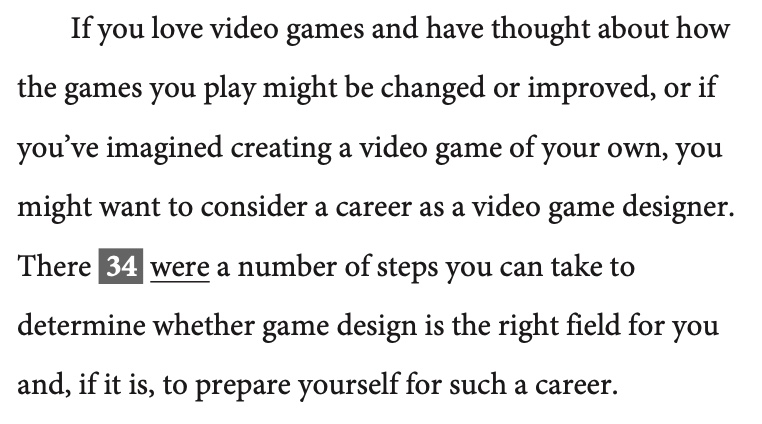 If you love video games and have thought about how
the games you play might be changed or improved, or if
you’ve imagined creating a video game of your own, you
might want to consider a career as a video game designer.
There 34 were a number of steps you can take to
determine whether game design is the right field for you
and, if it is, to prepare yourself for such a career.